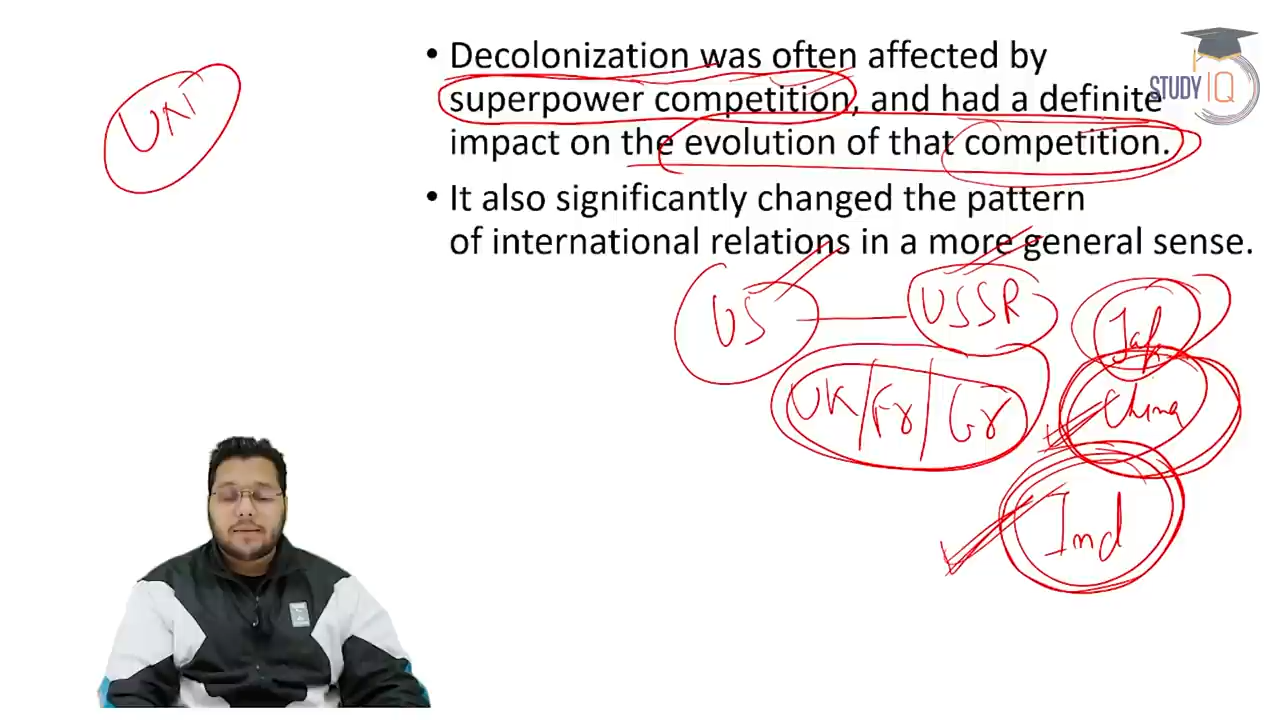 • Decolonization was often affected by
superpower competition, and had a definite
impact on the evolution of that competition.
• It also significantly changed the pattern
of international relations in a more general sense.
STUDY IQ
US
USSR
Jap
UK/Fr/Gr
China
Ind